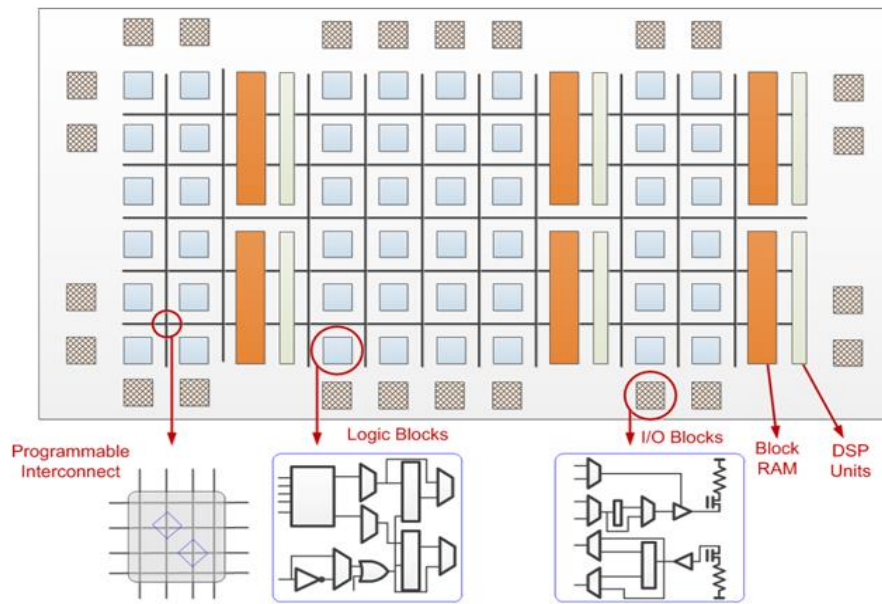 Programmable
Interconnect
Logic Blocks
I/O Blocks
Block
RAM
DSP
Units